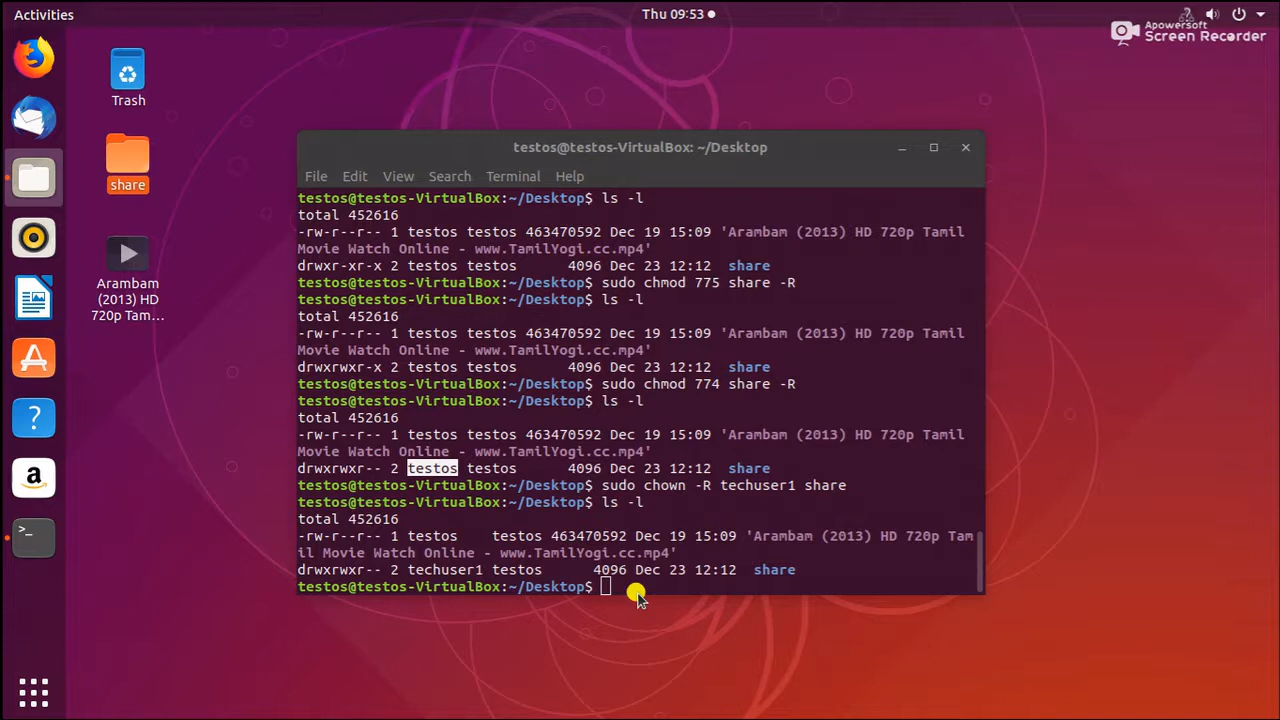 Activities
Thu 09:53
Apowersoft
Screen Recorder
Trash
share
Arambam
(2013) HD
720p Tam…
testos@testos-VirtualBox: ~/Desktop
File Edit View Search Terminal Help
testos@testos-VirtualBox:~/Desktop$ ls -l
total 452616
-rw-r--r-- 1 testos testos 463470592 Dec 19 15:09 'Arambam (2013) HD 720p Tamil
Movie Watch Online - www.TamilYogi.cc.mp4'
drwxr-xr-x 2 testos testos      4096 Dec 23 12:12  share
testos@testos-VirtualBox:~/Desktop$ sudo chmod 775 share -R
testos@testos-VirtualBox:~/Desktop$ ls -l
total 452616
-rw-r--r-- 1 testos testos 463470592 Dec 19 15:09 'Arambam (2013) HD 720p Tamil
Movie Watch Online - www.TamilYogi.cc.mp4'
drwxrwxr-x 2 testos testos      4096 Dec 23 12:12  share
testos@testos-VirtualBox:~/Desktop$ sudo chmod 774 share -R
testos@testos-VirtualBox:~/Desktop$ ls -l
total 452616
-rw-r--r-- 1 testos testos 463470592 Dec 19 15:09 'Arambam (2013) HD 720p Tamil
Movie Watch Online - www.TamilYogi.cc.mp4'
drwxrwxr-- 2 testos testos      4096 Dec 23 12:12  share
testos@testos-VirtualBox:~/Desktop$ sudo chown -R techuser1 share
testos@testos-VirtualBox:~/Desktop$ ls -l
total 452616
-rw-r--r-- 1 testos    testos 463470592 Dec 19 15:09 'Arambam (2013) HD 720p Tam
il Movie Watch Online - www.TamilYogi.cc.mp4'
drwxrwxr-- 2 techuser1 testos      4096 Dec 23 12:12  share
testos@testos-VirtualBox:~/Desktop$